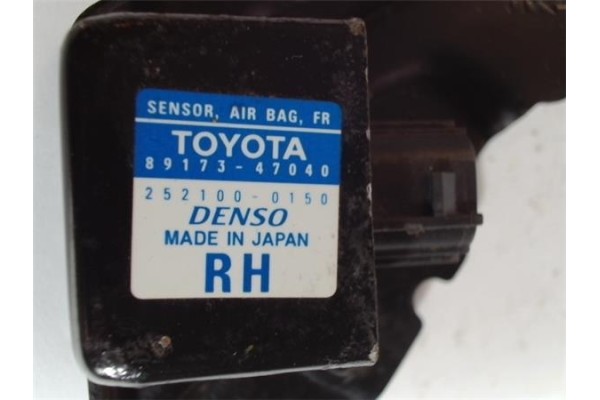 SENSOR, AIR BAG, FR
TOYOTA
89173-47040
252100-0150
DENSO
MADE IN JAPAN
RH